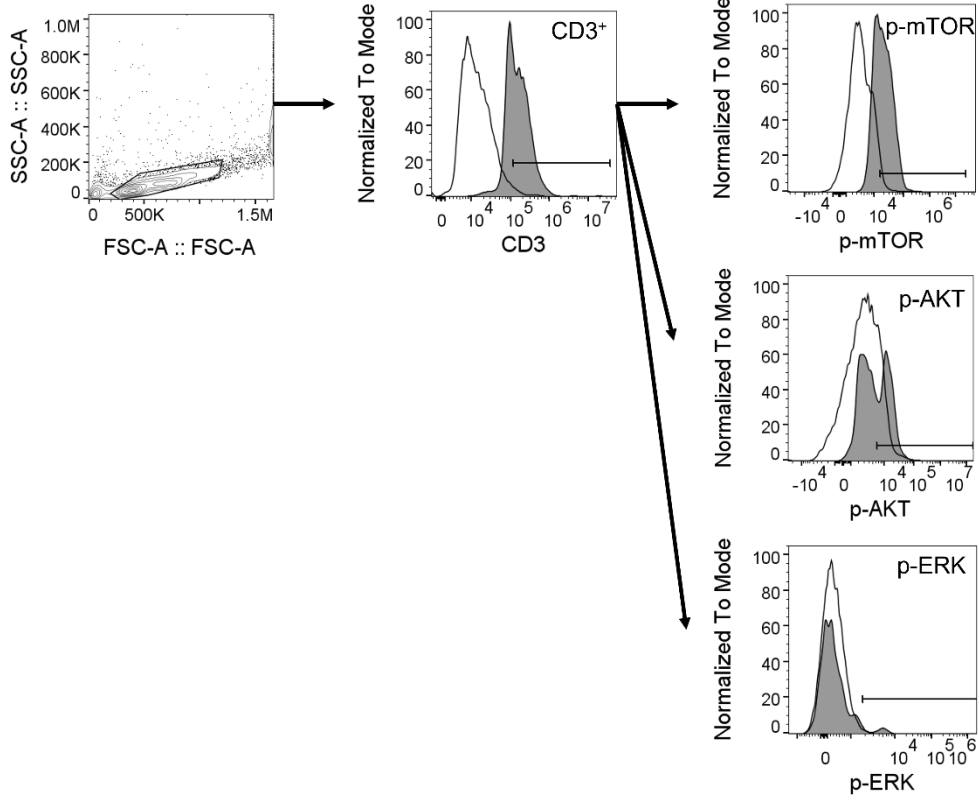 1.0M
800K
600K
400K
200K
0
SSC-A :: SSC-A
0 500K 1.5M
FSC-A :: FSC-A
CD3⁺
100
80
60
40
20
0
Normalized To Mode
0 10⁴ 10⁵ 10⁶ 10⁷
CD3
p-mTOR
100
80
60
40
20
0
Normalized To Mode
-10⁴ 0 10⁴ 10⁶
p-mTOR
p-AKT
100
80
60
40
20
0
Normalized To Mode
-10⁴ 0 10⁴ 10⁵ 10⁷
p-AKT
p-ERK
100
80
60
40
20
0
Normalized To Mode
0 10⁴ 10⁵ 10⁶
p-ERK